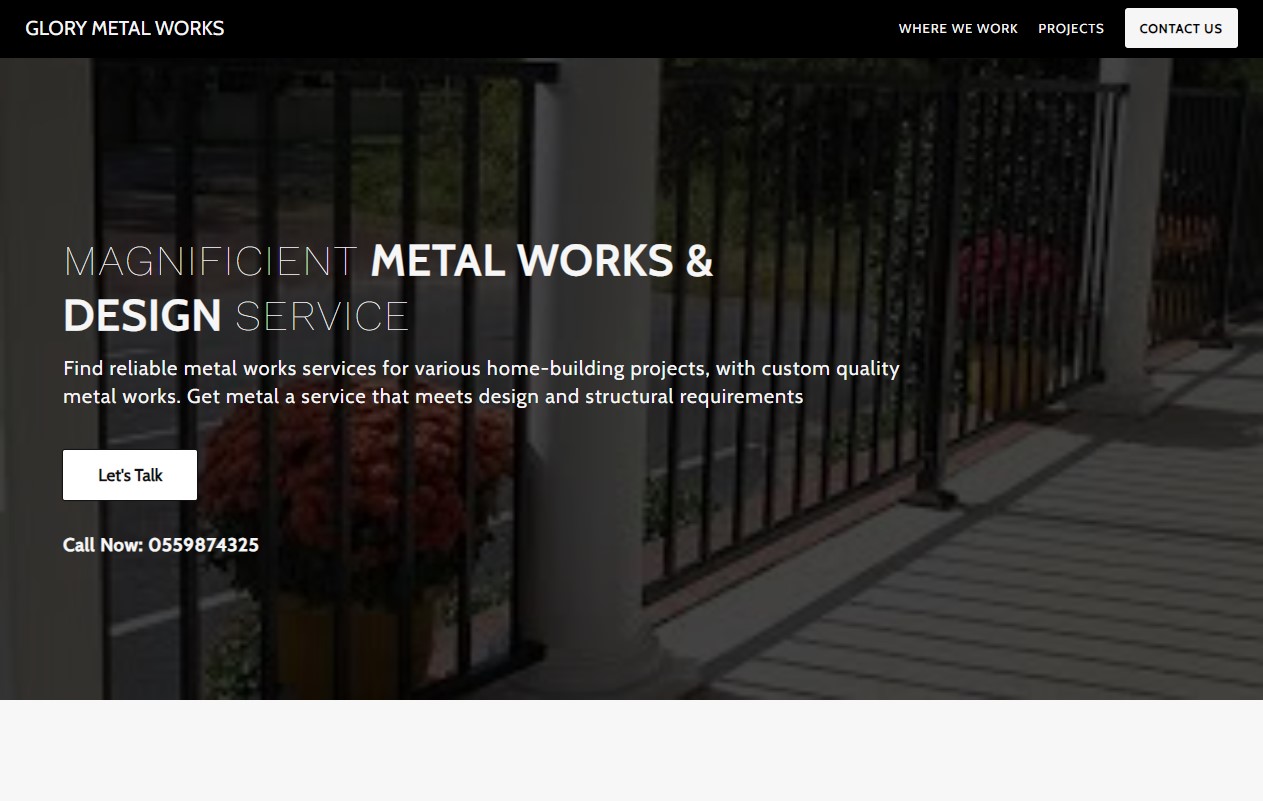 GLORY METAL WORKS
WHERE WE WORK
PROJECTS
CONTACT US
MAGNIFICIENT METAL WORKS &
DESIGN SERVICE
Find reliable metal works services for various home-building projects, with custom quality
metal works. Get metal a service that meets design and structural requirements
Let's Talk
Call Now: 0559874325